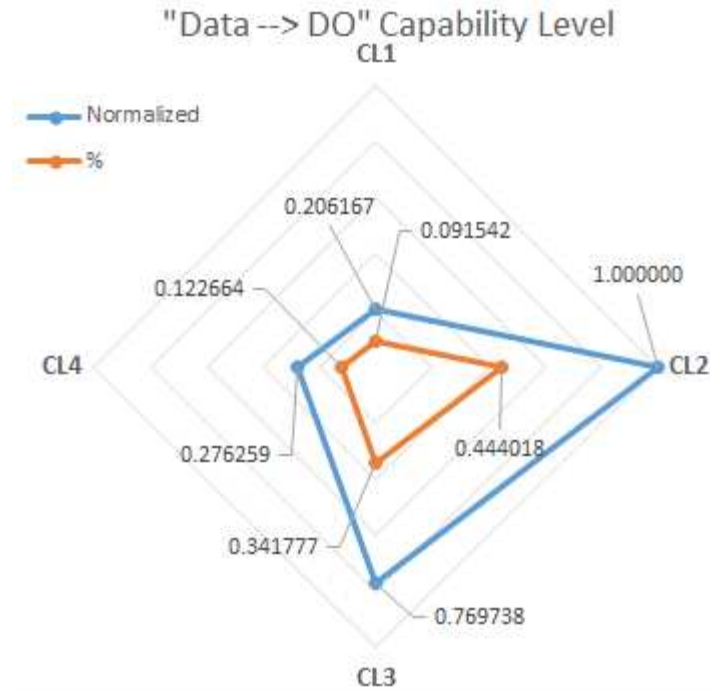 "Data --> DO" Capability Level
CL1
Normalized
%
0.206167
0.091542
1.000000
0.122664
CL4
CL2
0.276259
0.444018
0.341777
0.769738
CL3